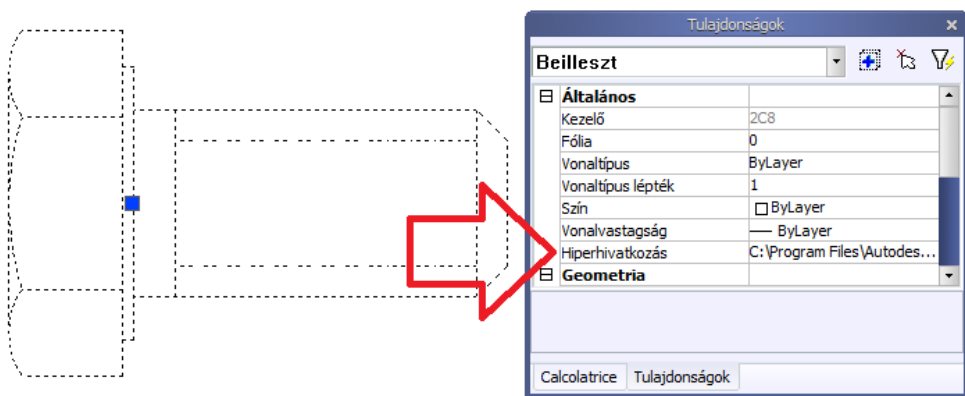 Tulajdonságok
Beilleszt
Általános
Kezelő 2C8
Fólia 0
Vonaltípus ByLayer
Vonaltípus lépték 1
Szín ByLayer
Vonalvastagság ByLayer
Hiperhivatkozás C:\Program Files\Autodes...
Geometria
Calcolatrice Tulajdonságok